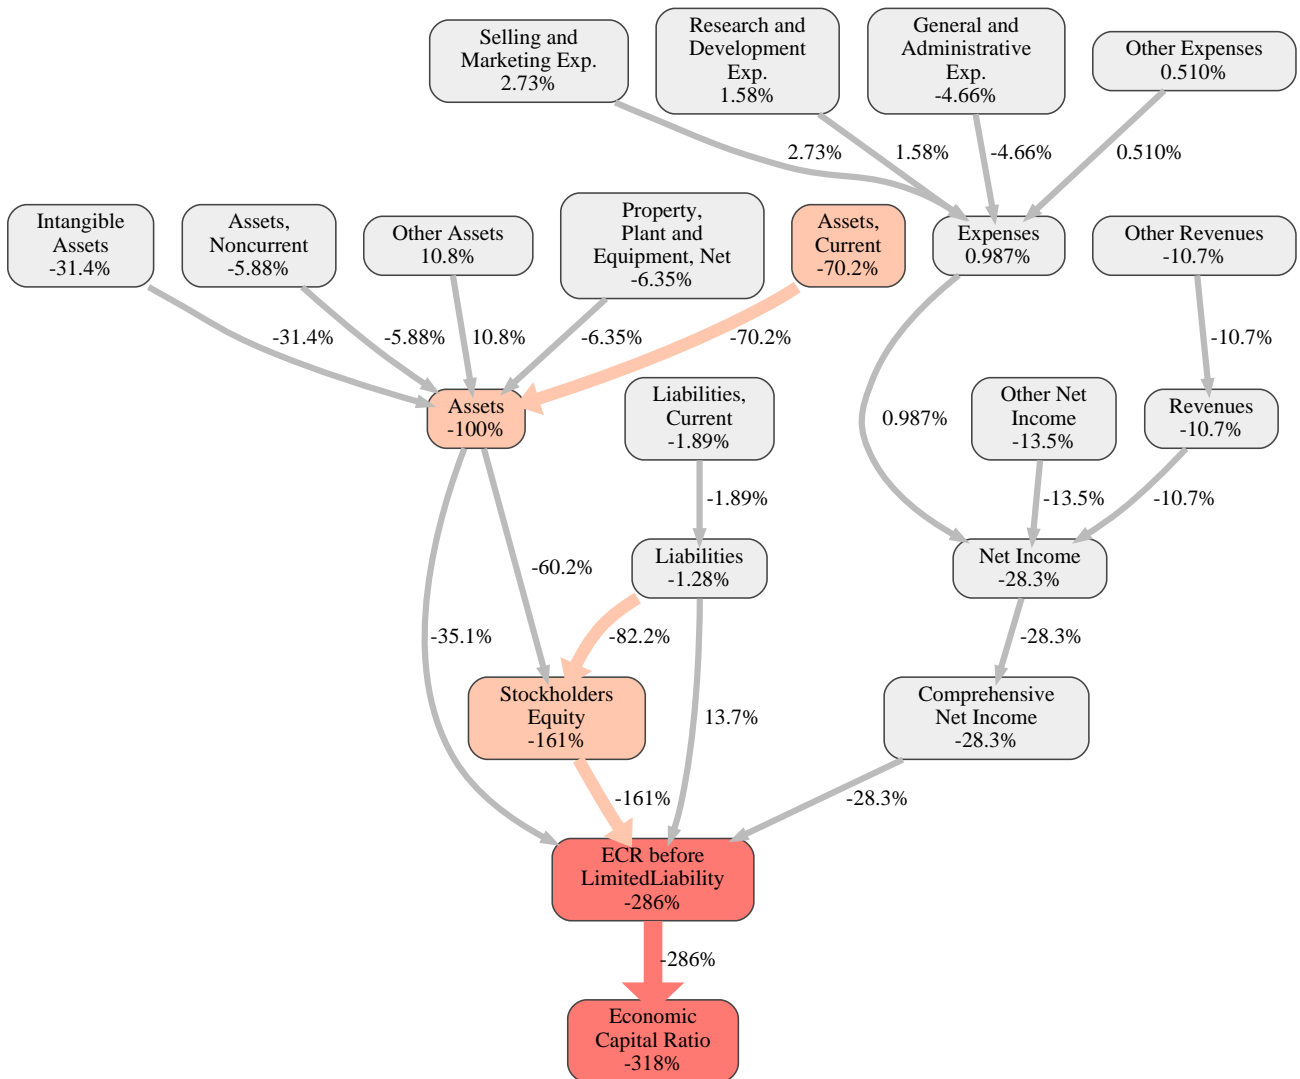 Selling and
Marketing Exp.
2.73%
Research and
Development
Exp.
1.58%
General and
Administrative
Exp.
-4.66%
Other Expenses
0.510%
2.73%
1.58%
-4.66%
0.510%
Intangible
Assets
-31.4%
Assets,
Noncurrent
-5.88%
Other Assets
10.8%
Property,
Plant and
Equipment, Net
-6.35%
Assets,
Current
-70.2%
Expenses
0.987%
Other Revenues
-10.7%
-31.4%
-5.88%
10.8%
-6.35%
-70.2%
-10.7%
Assets
-100%
Liabilities,
Current
-1.89%
0.987%
Other Net
Income
-13.5%
Revenues
-10.7%
-1.89%
-13.5%
-10.7%
-60.2%
Liabilities
-1.28%
Net Income
-28.3%
-35.1%
-82.2%
-28.3%
Stockholders
Equity
-161%
13.7%
Comprehensive
Net Income
-28.3%
-161%
-28.3%
ECR before
LimitedLiability
-286%
-286%
Economic
Capital Ratio
-318%